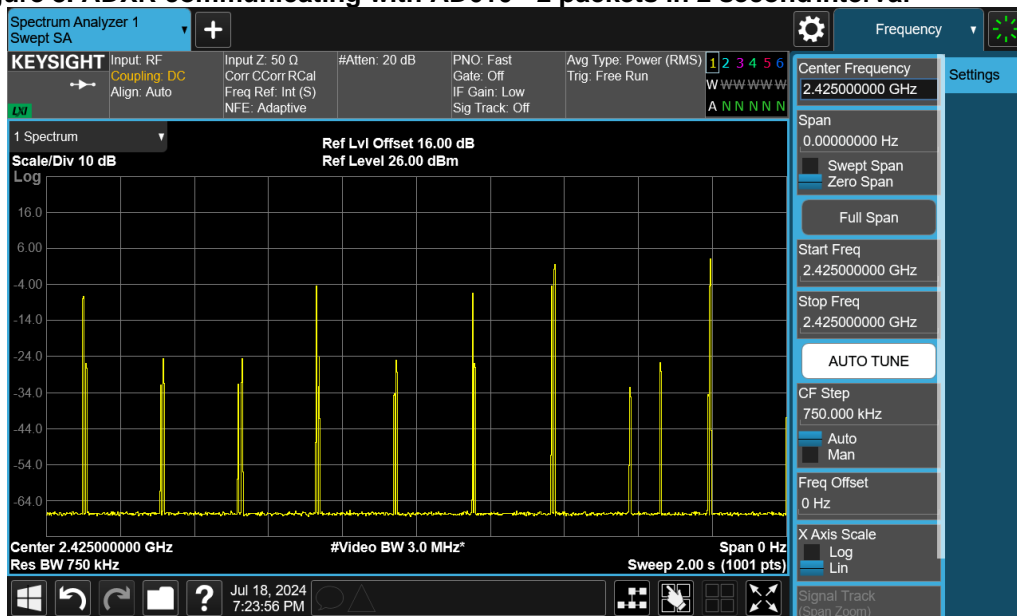 Spectrum Analyzer 1
Swept SA
Frequency
KEYSIGHT
Input: RF
Coupling: DC
Align: Auto
Input Z: 50 Ω
Corr CCorr RCal
Freq Ref: Int (S)
NFE: Adaptive
#Atten: 20 dB
PNO: Fast
Gate: Off
IF Gain: Low
Sig Track: Off
Avg Type: Power (RMS)
Trig: Free Run
1 2 3 4 5 6
W W W W W W
A N N N N N
LXI
1 Spectrum
Scale/Div 10 dB
Ref Lvl Offset 16.00 dB
Ref Level 26.00 dBm
Log
16.0
6.00
-4.00
-14.0
-24.0
-34.0
-44.0
-54.0
-64.0
Center 2.425000000 GHz
Res BW 750 kHz
#Video BW 3.0 MHz*
Span 0 Hz
Sweep 2.00 s (1001 pts)
Center Frequency
2.425000000 GHz
Settings
Span
0.00000000 Hz
Swept Span
Zero Span
Full Span
Start Freq
2.425000000 GHz
Stop Freq
2.425000000 GHz
AUTO TUNE
CF Step
750.000 kHz
Auto
Man
Freq Offset
0 Hz
X Axis Scale
Log
Lin
Signal Track
(Span Zoom)
?
Jul 18, 2024
7:23:56 PM